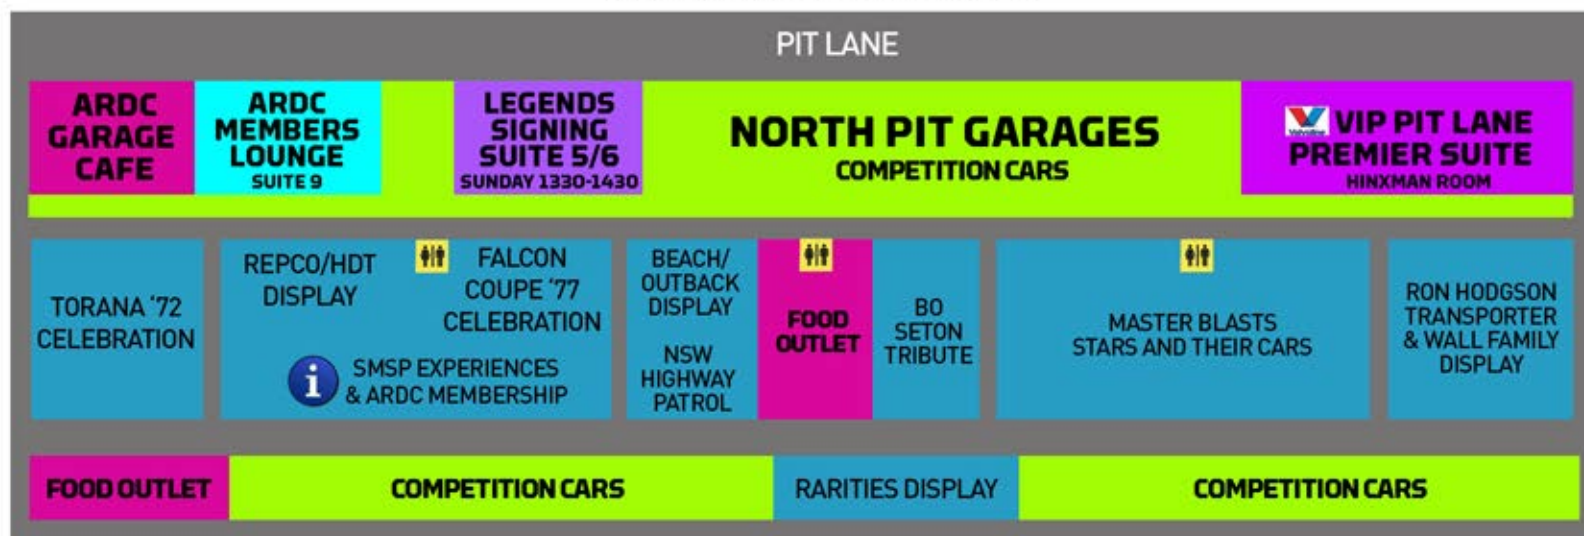 PIT LANE
ARDC
GARAGE
CAFE
ARDC
MEMBERS
LOUNGE
SUITE 9
LEGENDS
SIGNING
SUITE 5/6
SUNDAY 1330-1430
NORTH PIT GARAGES
COMPETITION CARS
Valvoline
VIP PIT LANE
PREMIER SUITE
HINXMAN ROOM
TORANA '72
CELEBRATION
REPCO/HDT
DISPLAY
FALCON
COUPE '77
CELEBRATION
i
SMSP EXPERIENCES
& ARDC MEMBERSHIP
BEACH/
OUTBACK
DISPLAY
NSW
HIGHWAY
PATROL
FOOD
OUTLET
BO
SETON
TRIBUTE
MASTER BLASTS
STARS AND THEIR CARS
RON HODGSON
TRANSPORTER
& WALL FAMILY
DISPLAY
FOOD OUTLET
COMPETITION CARS
RARITIES DISPLAY
COMPETITION CARS